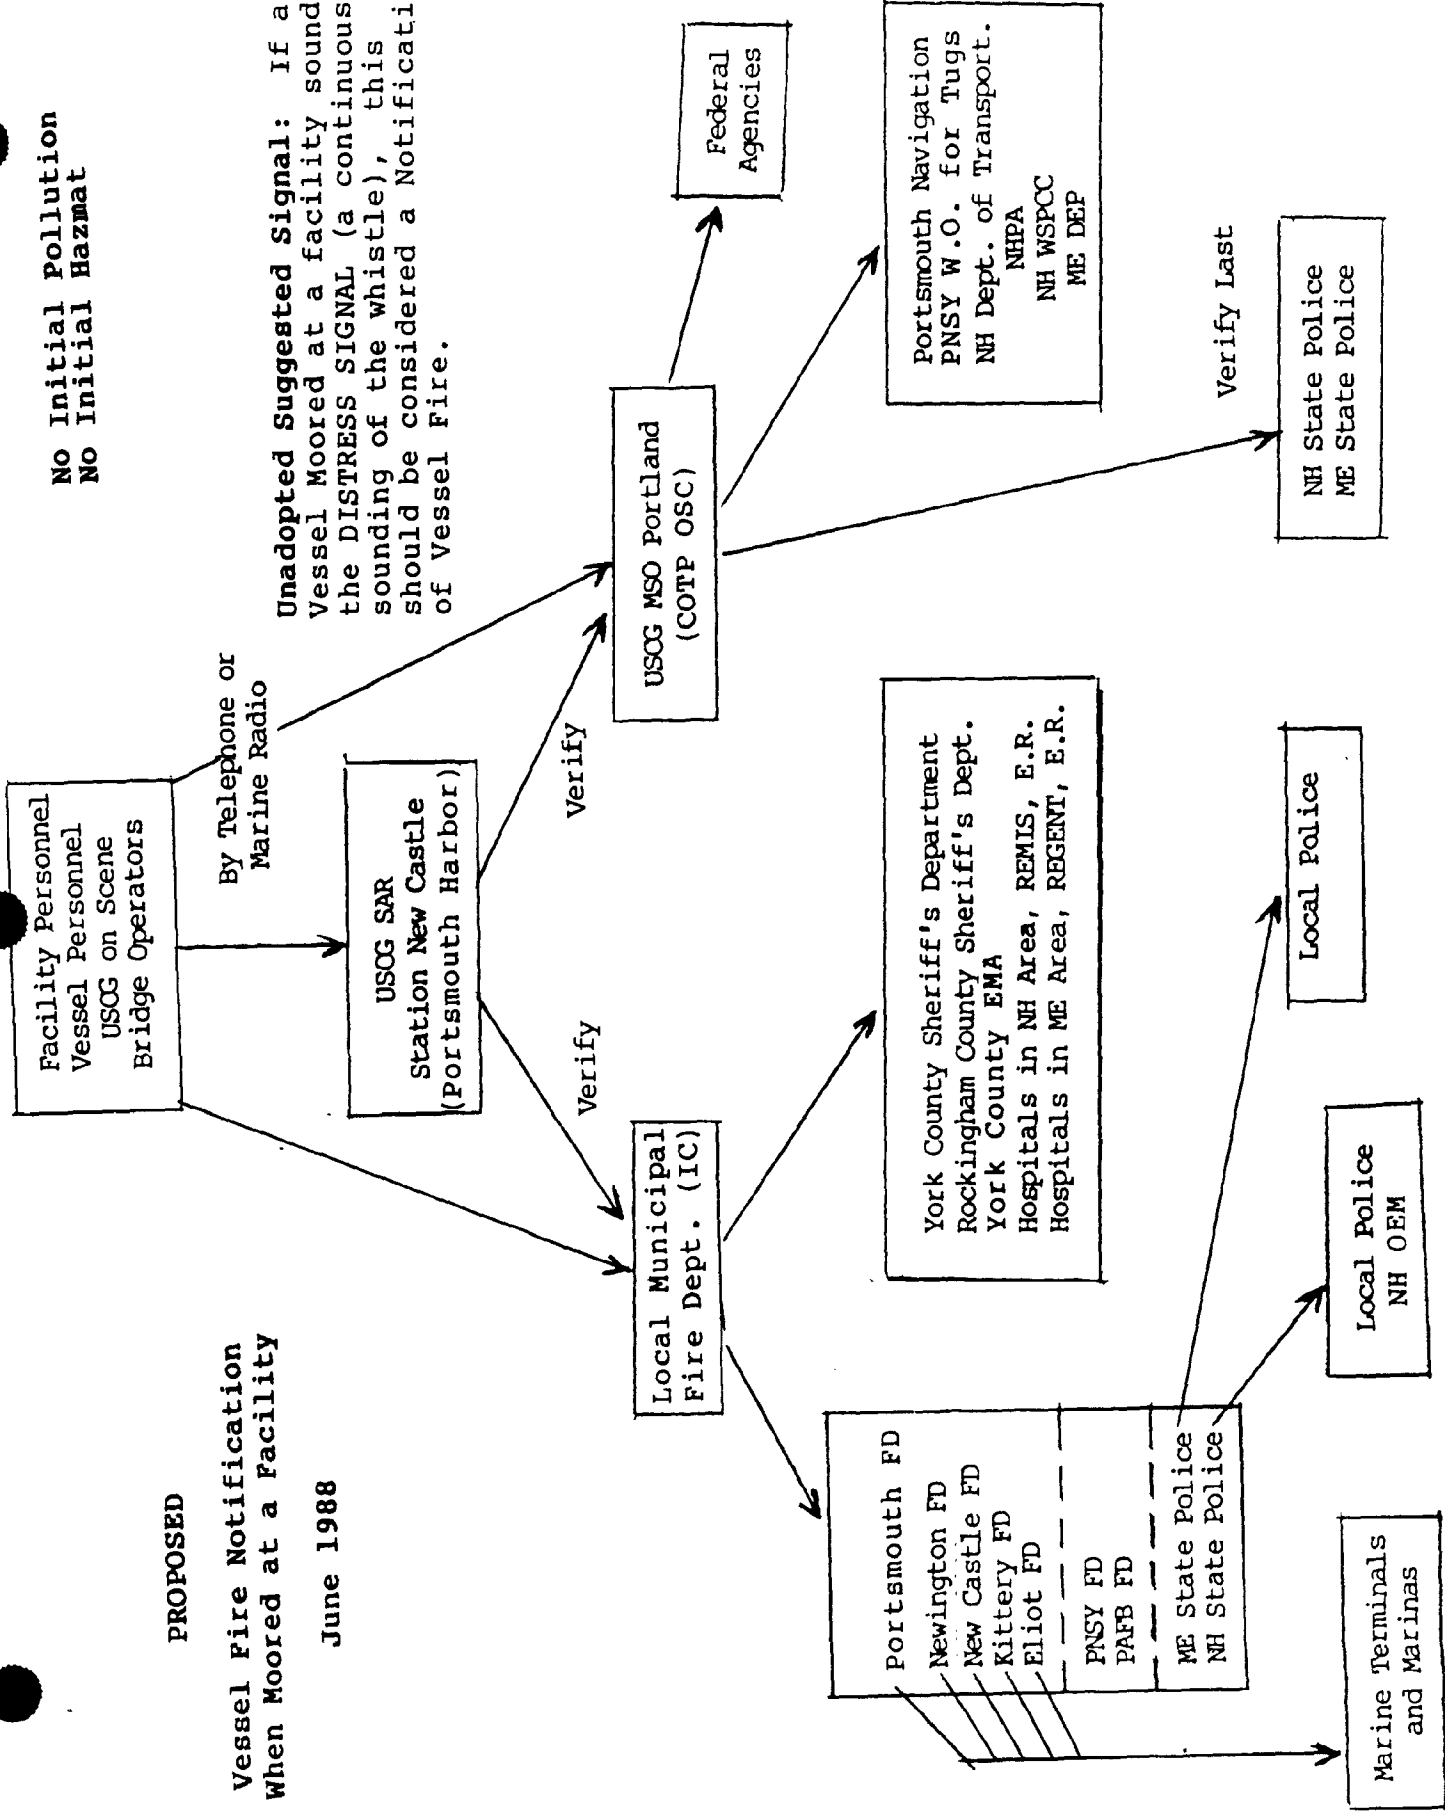 PROPOSED
Vessel Fire Notification
When Moored at a Facility
June 1988
No Initial Pollution
No Initial Hazmat
Unadopted Suggested Signal: If a
Vessel Moored at a facility sound
the DISTRESS SIGNAL (a continuous
sounding of the whistle), this
should be considered a Notificati
of Vessel Fire.
Facility Personnel
Vessel Personnel
USCG on Scene
Bridge Operators
By Telephone or
Marine Radio
USCG SAR
Station New Castle
(Portsmouth Harbor)
Verify
Verify
Local Municipal
Fire Dept. (IC)
USCG MSO Portland
(COTP OSC)
Federal
Agencies
Portsmouth FD
Newington FD
New Castle FD
Kittery FD
Eliot FD
PNSY FD
PAFB FD
ME State Police
NH State Police
York County Sheriff's Department
Rockingham County Sheriff's Dept.
York County EMA
Hospitals in NH Area, REMIS, E.R.
Hospitals in ME Area, REGENT, E.R.
Portsmouth Navigation
PNSY W.O. for Tugs
NH Dept. of Transport.
NHPA
NH WSPCC
ME DEP
Verify Last
Marine Terminals
and Marinas
Local Police
NH OEM
Local Police
NH State Police
ME State Police